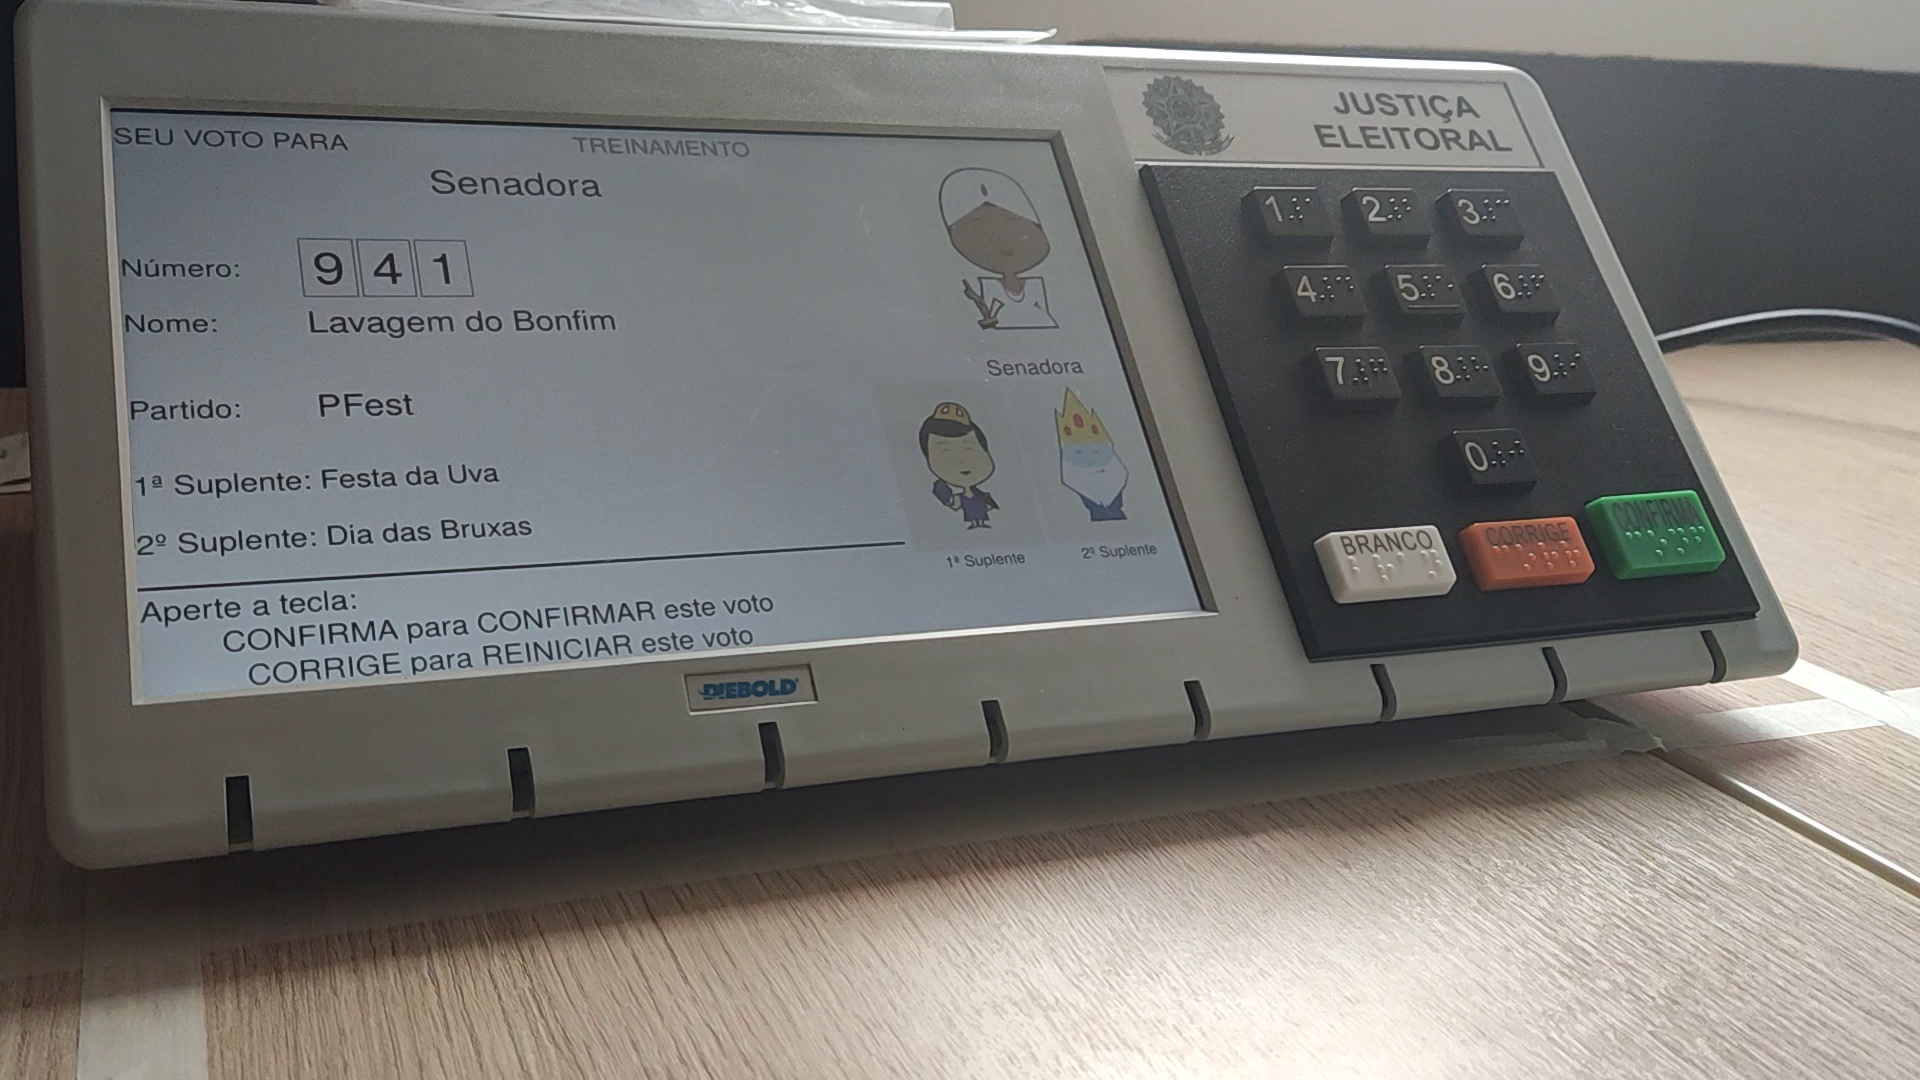 SEU VOTO PARA
TREINAMENTO
Senadora
Número: 9 4 1
Nome: Lavagem do Bonfim
Partido: PFest
1ª Suplente: Festa da Uva
2º Suplente: Dia das Bruxas
Senadora
1ª Suplente
2º Suplente
Aperte a tecla:
CONFIRMA para CONFIRMAR este voto
CORRIGE para REINICIAR este voto
DIEBOLD
JUSTIÇA
ELEITORAL
1 2 3
4 5 6
7 8 9
0
BRANCO CORRIGE CONFIRMA